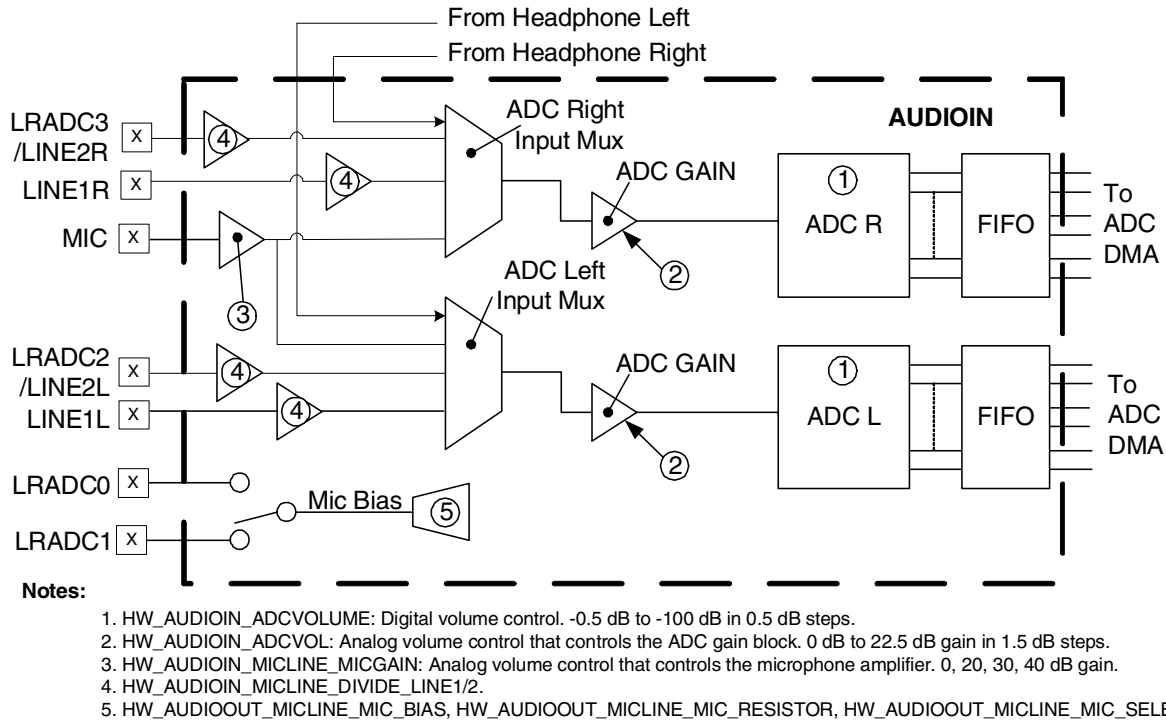 From Headphone Left
From Headphone Right
LRADC3
/LINE2R
X
4
ADC Right
Input Mux
AUDIOIN
LINE1R
X
4
ADC GAIN
1
ADC R
FIFO
To
ADC
DMA
MIC
X
3
2
ADC Left
Input Mux
LRADC2
/LINE2L
X
4
ADC GAIN
1
ADC L
FIFO
To
ADC
DMA
LINE1L
X
4
2
LRADC0
X
Mic Bias
5
LRADC1
X
Notes:
1. HW_AUDIOIN_ADCVOLUME: Digital volume control. -0.5 dB to -100 dB in 0.5 dB steps.
2. HW_AUDIOIN_ADCVOL: Analog volume control that controls the ADC gain block. 0 dB to 22.5 dB gain in 1.5 dB steps.
3. HW_AUDIOIN_MICLINE_MICGAIN: Analog volume control that controls the microphone amplifier. 0, 20, 30, 40 dB gain.
4. HW_AUDIOIN_MICLINE_DIVIDE_LINE1/2.
5. HW_AUDIOOUT_MICLINE_MIC_BIAS, HW_AUDIOOUT_MICLINE_MIC_RESISTOR, HW_AUDIOOUT_MICLINE_MIC_SELE